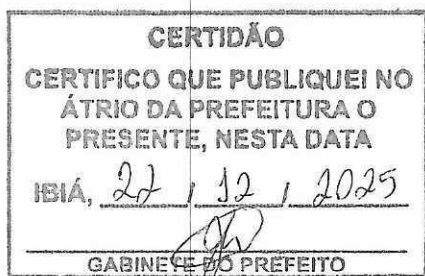 CERTIDÃO
CERTIFICO QUE PUBLIQUEI NO
ÁTRIO DA PREFEITURA O
PRESENTE, NESTA DATA
IBIÁ, 22 / 12 / 2025
GABINETE DO PREFEITO